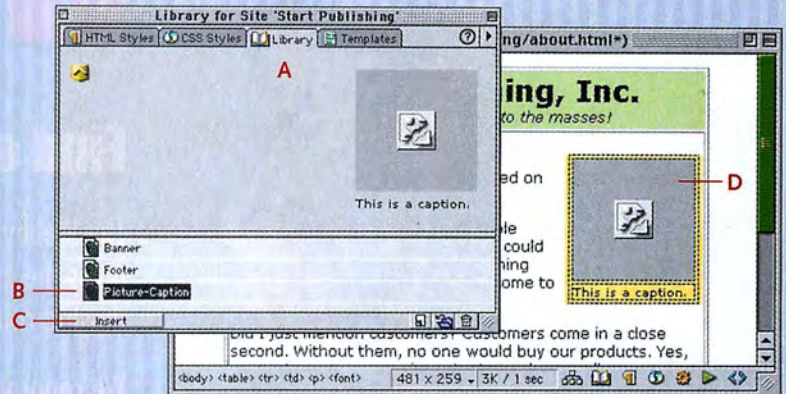 Library for Site 'Start Publishing'
HTML Styles CSS Styles Library Templates
ng/about.html*)
A
ing, Inc.
to the masses!
This is a caption.
ed on
D
ble
could
ning
ome to
This is a caption.
Banner
Footer
B
Picture-Caption
C
Insert
Did I just mention customers? Customers come in a close
second. Without them, no one would buy our products. Yes,
<body> <table> <tr> <td> <p> <font> 481 x 259 3K / 1 sec